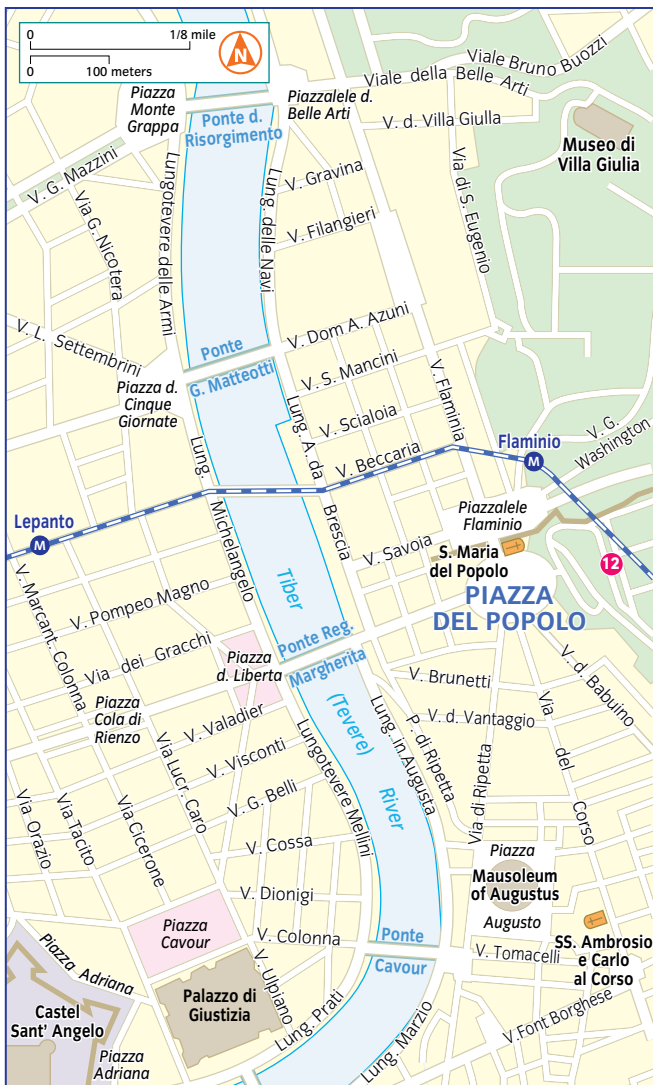 0
1/8 mile
0
100 meters
N
Viale Bruno Buozzi
Viale della Belle Arti
Piazza
Monte
Grappa
Piazzalele d.
Belle Arti
Ponte d.
Risorgimento
V. d. Villa Giulla
Museo di
Villa Giulia
V. G. Mazzini
Lungotevere delle Armi
Lung. delle Navi
V. Gravina
Via di S. Eugenio
Via G. Nicotera
V. Filangieri
V. L. Settembrini
Ponte
G. Matteotti
V. Dom A. Azuni
V. S. Mancini
V. Flaminia
Piazza d.
Cinque
Giornate
Lung. A. da
Brescia
V. Scialoia
V. G.
Washington
Flaminio
M
V. Beccaria
Lung.
Michelangelo
Lepanto
M
Piazzalele
Flaminio
V. Savoia
S. Maria
del Popolo
12
PIAZZA
DEL POPOLO
V. Marcant. Colonna
V. Pompeo Magno
Tiber
(Tevere)
River
Via dei Gracchi
Piazza
d. Liberta
Ponte Reg.
Margherita
V. Brunetti
V. d. Babuino
Piazza
Cola di
Rienzo
V. Valadier
Lung. in Augusta
P. di Ripetta
V. d. Vantaggio
Via
del
Corso
Via Lucr. Caro
V. Visconti
Lungotevere Mellini
Via di Ripetta
V. G. Belli
Via Orazio
Via Tacito
Via Cicerone
V. Cossa
Piazza
Mausoleum
of Augustus
Augusto
V. Dionigi
Piazza
Cavour
V. Colonna
Ponte
Cavour
V. Tomacelli
SS. Ambrosio
e Carlo
al Corso
Piazza Adriana
V. Ulpiano
Palazzo di
Giustizia
Castel
Sant' Angelo
Lung. Prati
Lung. Marzio
V.Font Borghese
Piazza
Adriana